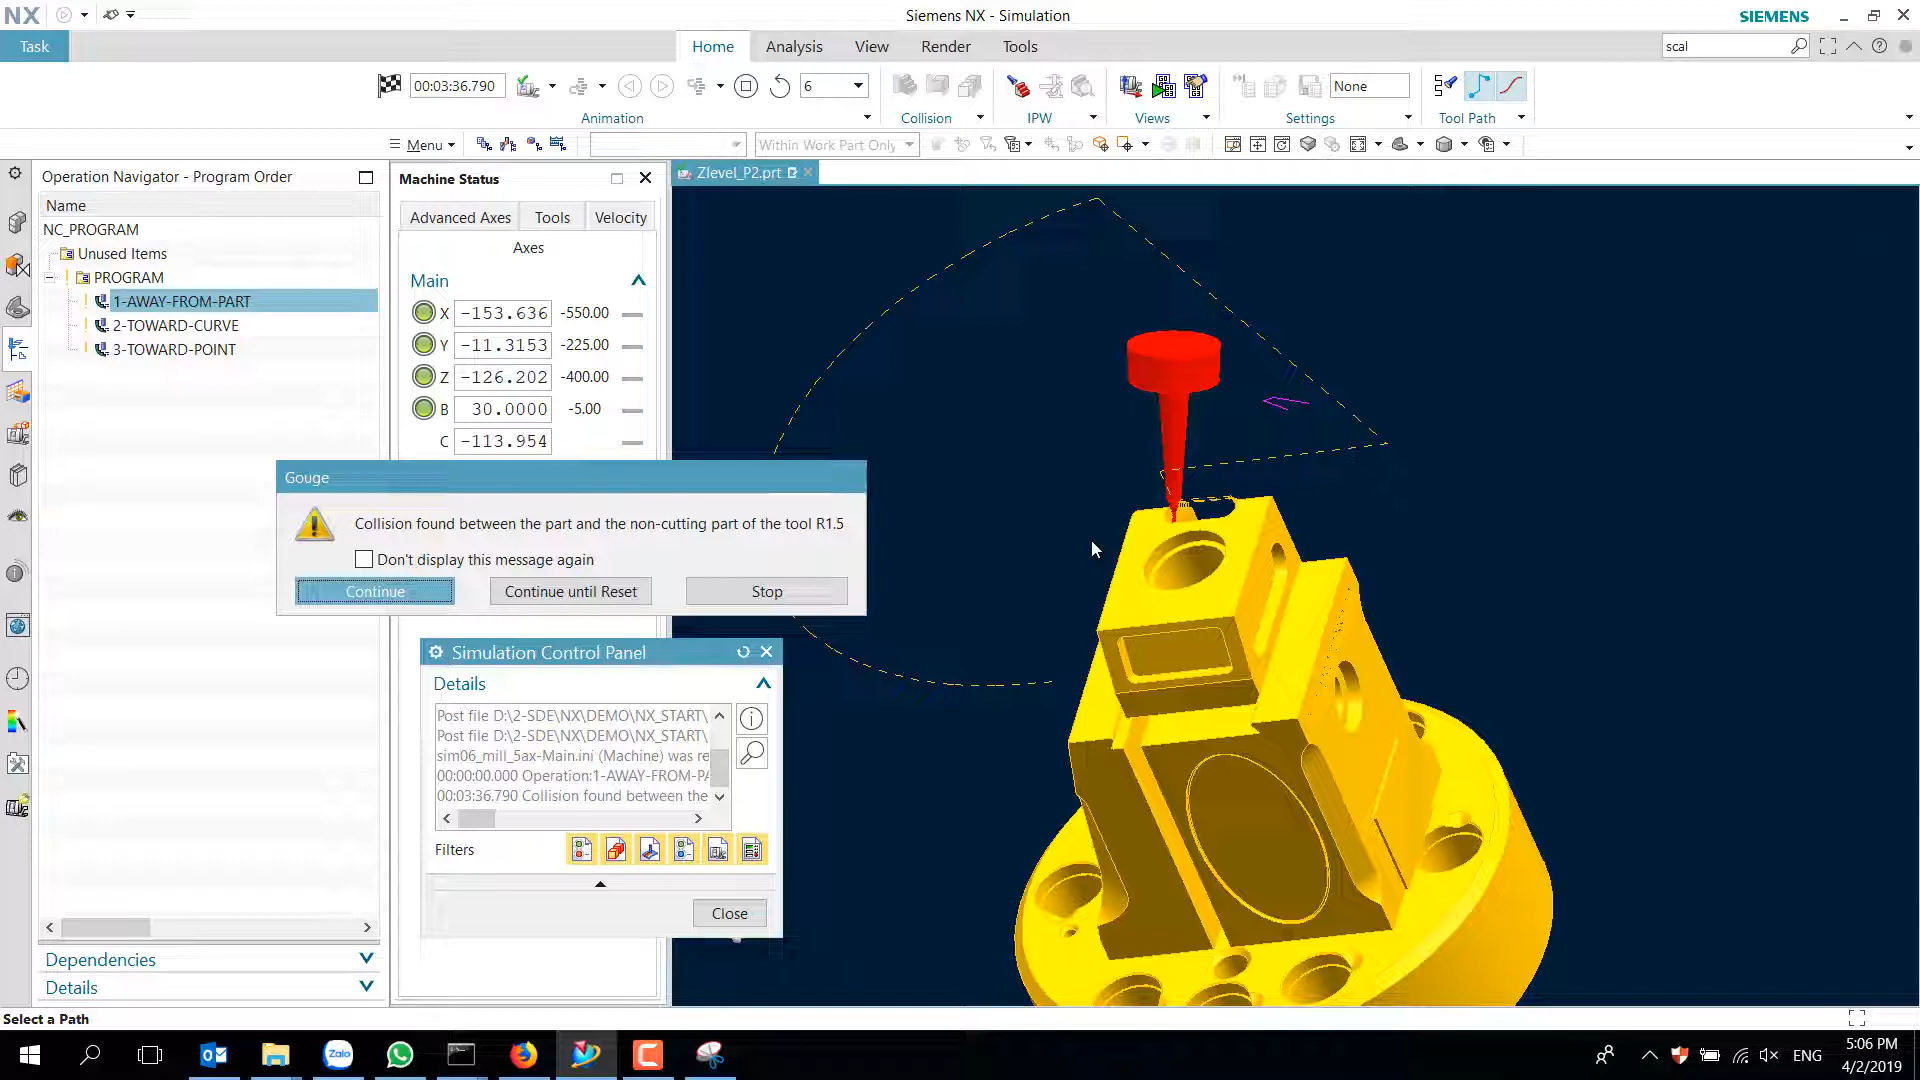 NX
Siemens NX - Simulation
SIEMENS
Task
Home
Analysis
View
Render
Tools
scal
00:03:36.790
6
None
Animation
Collision
IPW
Views
Settings
Tool Path
Menu
Within Work Part Only
Operation Navigator - Program Order
Name
NC_PROGRAM
Unused Items
PROGRAM
1-AWAY-FROM-PART
2-TOWARD-CURVE
3-TOWARD-POINT
Dependencies
Details
Machine Status
Advanced Axes
Tools
Velocity
Axes
Main
X -153.636 -550.00
Y -11.3153 -225.00
Z -126.202 -400.00
B 30.0000 -5.00
C -113.954
Zlevel_P2.prt
Gouge
Collision found between the part and the non-cutting part of the tool R1.5
Don't display this message again
Continue
Continue until Reset
Stop
Simulation Control Panel
Details
Post file D:\2-SDE\NX\DEMO\NX_START\
Post file D:\2-SDE\NX\DEMO\NX_START\
sim06_mill_5ax-Main.ini (Machine) was re
00:00:00.000 Operation:1-AWAY-FROM-PA
00:03:36.790 Collision found between the
Filters
Close
Select a Path
Zalo
ENG
5:06 PM
4/2/2019